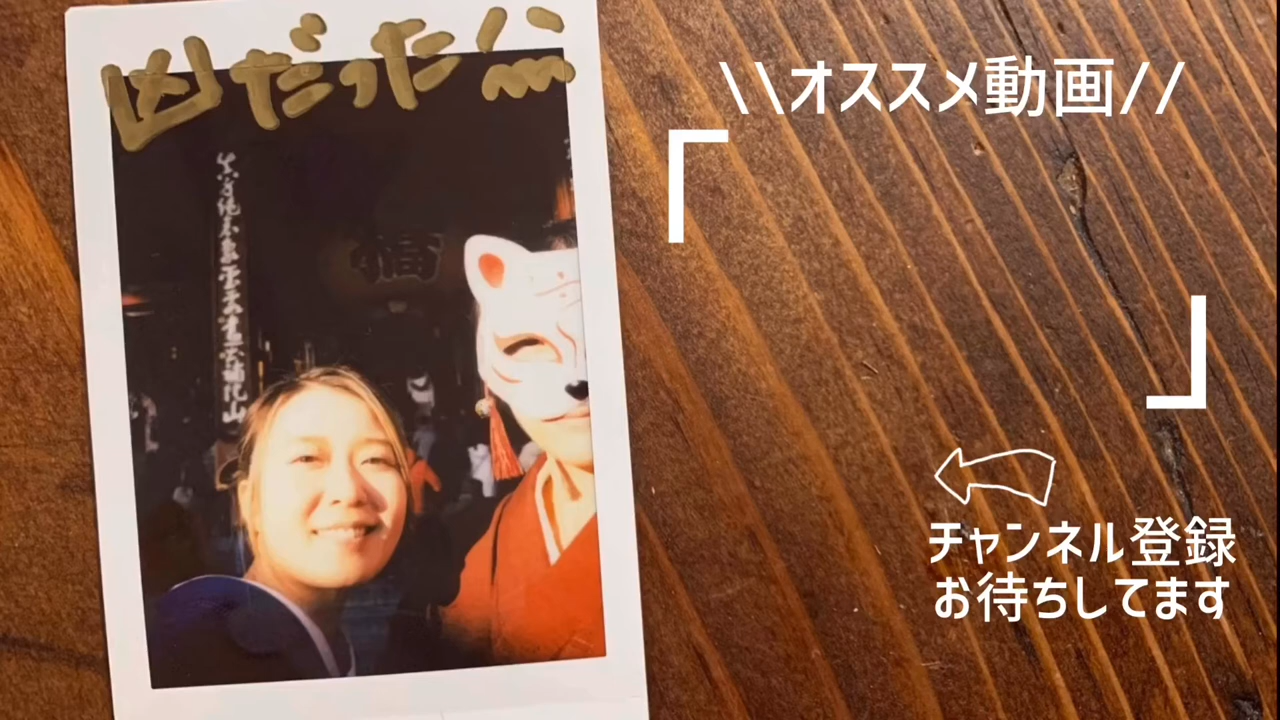 凶だった!!
福
\\オススメ動画//
「
」
チャンネル登録
お待ちしてます